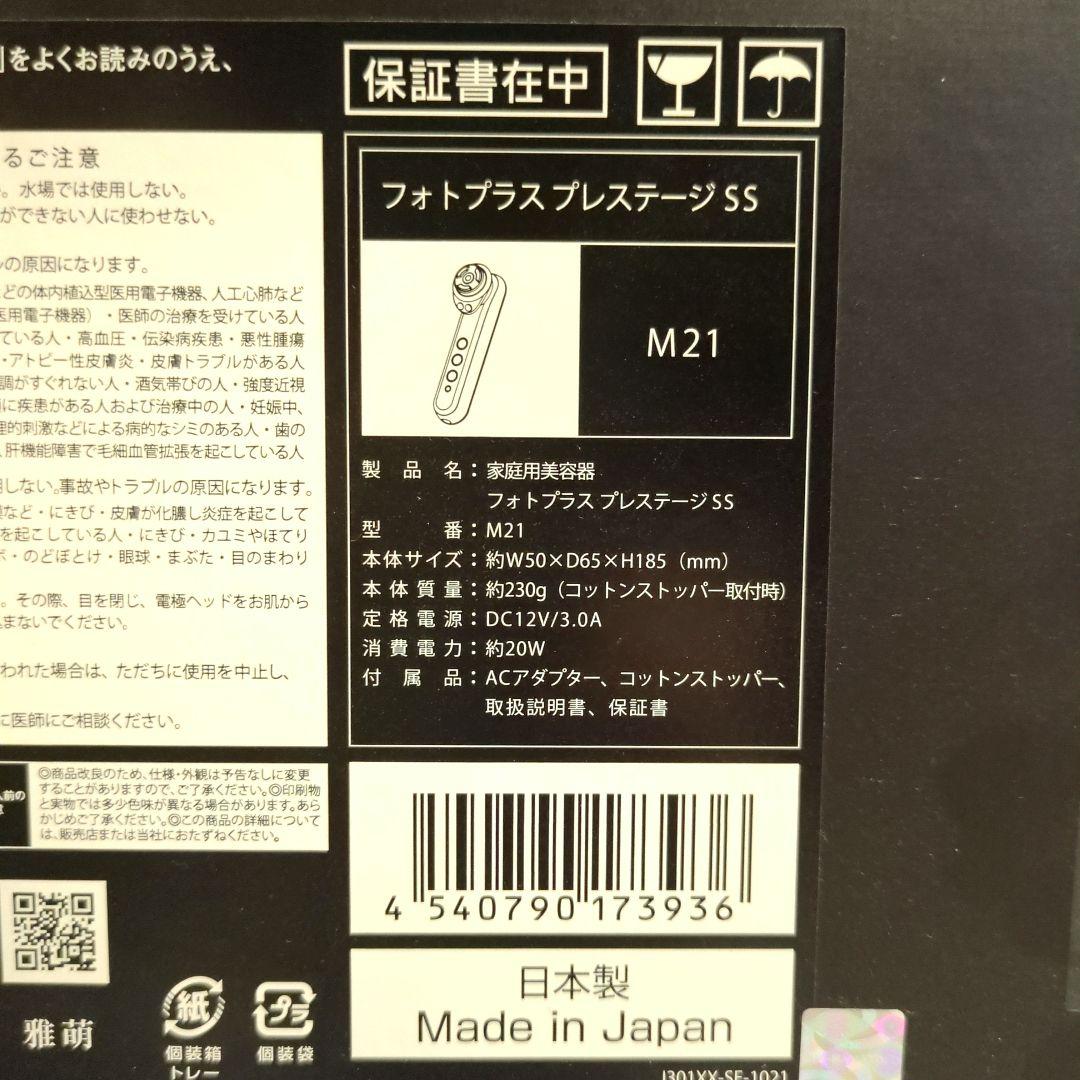 をよくお読みのうえ、
保証書在中
るご注意
。水場では使用しない。
ができない人に使わせない。
の原因になります。
どの体内植込型医用電子機器、人工心肺など
医用電子機器）・医師の治療を受けている人
ている人・高血圧・伝染病疾患・悪性腫瘍
・アトピー性皮膚炎・皮膚トラブルがある人
調がすぐれない人・酒気帯びの人・強度近視
に疾患がある人および治療中の人・妊娠中、
理的刺激などによる病的なシミのある人・歯の
、肝機能障害で毛細血管拡張を起こしている人
用しない。事故やトラブルの原因になります。
など・にきび・皮膚が化膿し炎症を起こして
を起こしている人・にきび・カユミやほてり
・のどぼとけ・眼球・まぶた・目のまわり
。その際、目を閉じ、電極ヘッドをお肌から
まないでください。
われた場合は、ただちに使用を中止し、
に医師にご相談ください。
フォトプラス プレステージ SS
M21
製品名：家庭用美容器
フォトプラス プレステージ SS
型番：M21
本体サイズ：約W50×D65×H185（mm）
本体質量：約230g（コットンストッパー取付時）
定格電源：DC12V/3.0A
消費電力：約20W
付属品：ACアダプター、コットンストッパー、
取扱説明書、保証書
人前の
◎商品改良のため、仕様・外観は予告なしに変更
することがありますので、ご了承ください。◎印刷物
と実物では多少色味が異なる場合があります。あら
かじめご了承ください。◎この商品の詳細について
は、販売店または当社におたずねください。
4 540790 173936
日本製
Made in Japan
雅萌
紙
個装箱
トレー
プラ
個装袋
J301XX-SE-1021